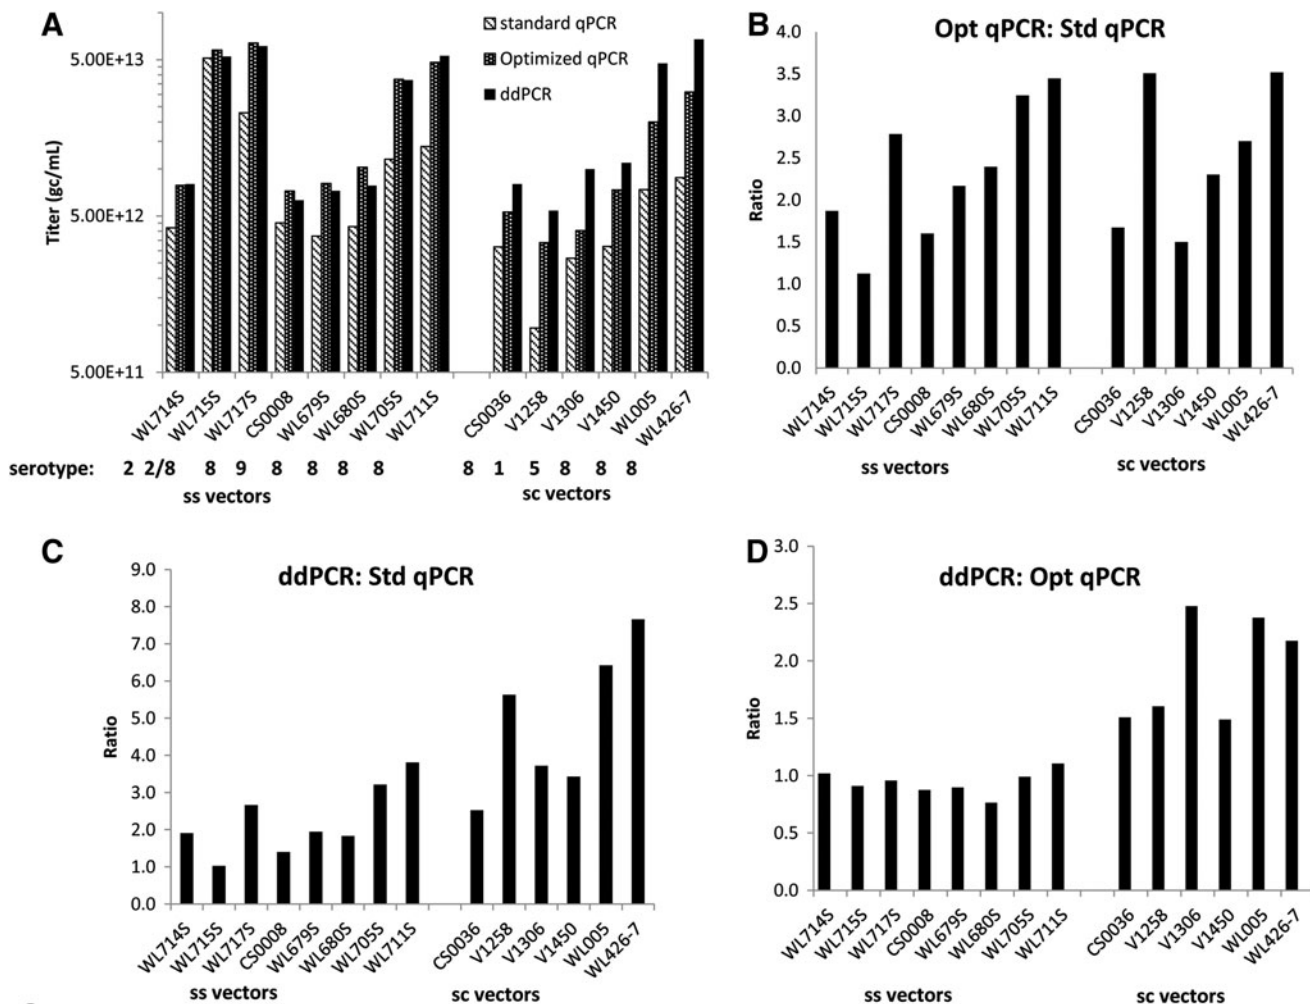 A
standard qPCR
Optimized qPCR
ddPCR
Titer (gc/mL)
5.00E+13
5.00E+12
5.00E+11
WL714S
WL715S
WL717S
CS0008
WL679S
WL680S
WL705S
WL711S
CS0036
V1258
V1306
V1450
WL005
WL426-7
serotype: 2 2/8 8 9 8 8 8 8 8 1 5 8 8 8
ss vectors
sc vectors
B
Opt qPCR: Std qPCR
Ratio
4.0
3.5
3.0
2.5
2.0
1.5
1.0
0.5
0.0
WL714S
WL715S
WL717S
CS0008
WL679S
WL680S
WL705S
WL711S
CS0036
V1258
V1306
V1450
WL005
WL426-7
ss vectors
sc vectors
C
ddPCR: Std qPCR
Ratio
9.0
8.0
7.0
6.0
5.0
4.0
3.0
2.0
1.0
0.0
WL714S
WL715S
WL717S
CS0008
WL679S
WL680S
WL705S
WL711S
CS0036
V1258
V1306
V1450
WL005
WL426-7
ss vectors
sc vectors
D
ddPCR: Opt qPCR
Ratio
3.0
2.5
2.0
1.5
1.0
0.5
0.0
WL714S
WL715S
WL717S
CS0008
WL679S
WL680S
WL705S
WL711S
CS0036
V1258
V1306
V1450
WL005
WL426-7
ss vectors
sc vectors